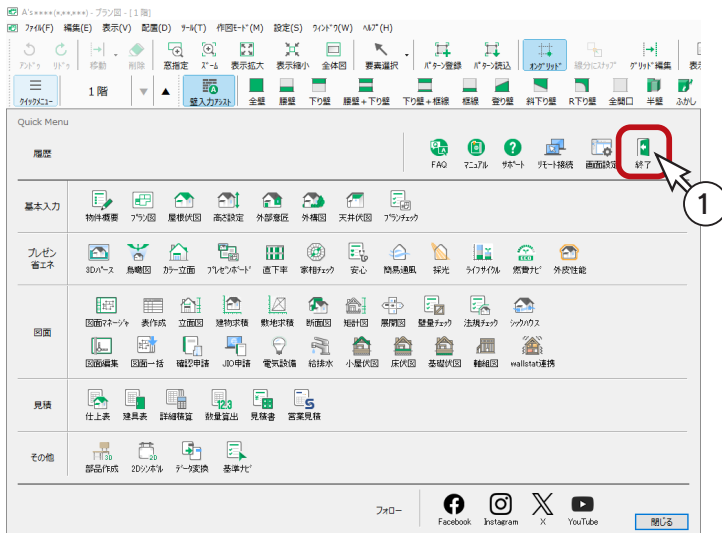 A's****(*,**,***) - プラン図 - [1 階]
ファイル(F) 編集(E) 表示(V) 配置(D) ツール(T) 作図モード(M) 設定(S) ウインドウ(W) ヘルプ(H)
アンドゥ リドゥ 移動 削除 窓指定 ズーム 表示拡大 表示縮小 全体図 要素選択 パターン登録 パターン読込 オングリッド 線分にスナップ グリッド編集 表
クイックメニュー 1 階 ▼ ▲ 壁入力アシスト 全壁 腰壁 下り壁 腰壁+下り壁 下り壁+框線 框線 登り壁 斜下り壁 R下り壁 全開口 半壁 ふかし
Quick Menu
履歴 FAQ マニュアル サポート リモート接続 画面設定 終了
1
基本入力 物件概要 プラン図 屋根伏図 高さ設定 外部意匠 外構図 天井伏図 プランチェック
プレゼン 省エネ 3Dパース 鳥瞰図 カラー立面 プレゼンボード 直下率 家相チェック 安心 簡易通風 採光 ライフサイクル 燃費ナビ 外皮性能
図面 図面マネージャ 表作成 立面図 建物求積 敷地求積 断面図 矩計図 展開図 壁量チェック 法規チェック シックハウス
図面編集 図面一括 確認申請 JIO申請 電気設備 給排水 小屋伏図 床伏図 基礎伏図 軸組図 wallstat連携
見積 仕上表 建具表 詳細積算 数量算出 見積書 営業見積
その他 部品作成 2Dシンボル データ変換 基準ナビ
フォロー Facebook Instagram X YouTube 閉じる